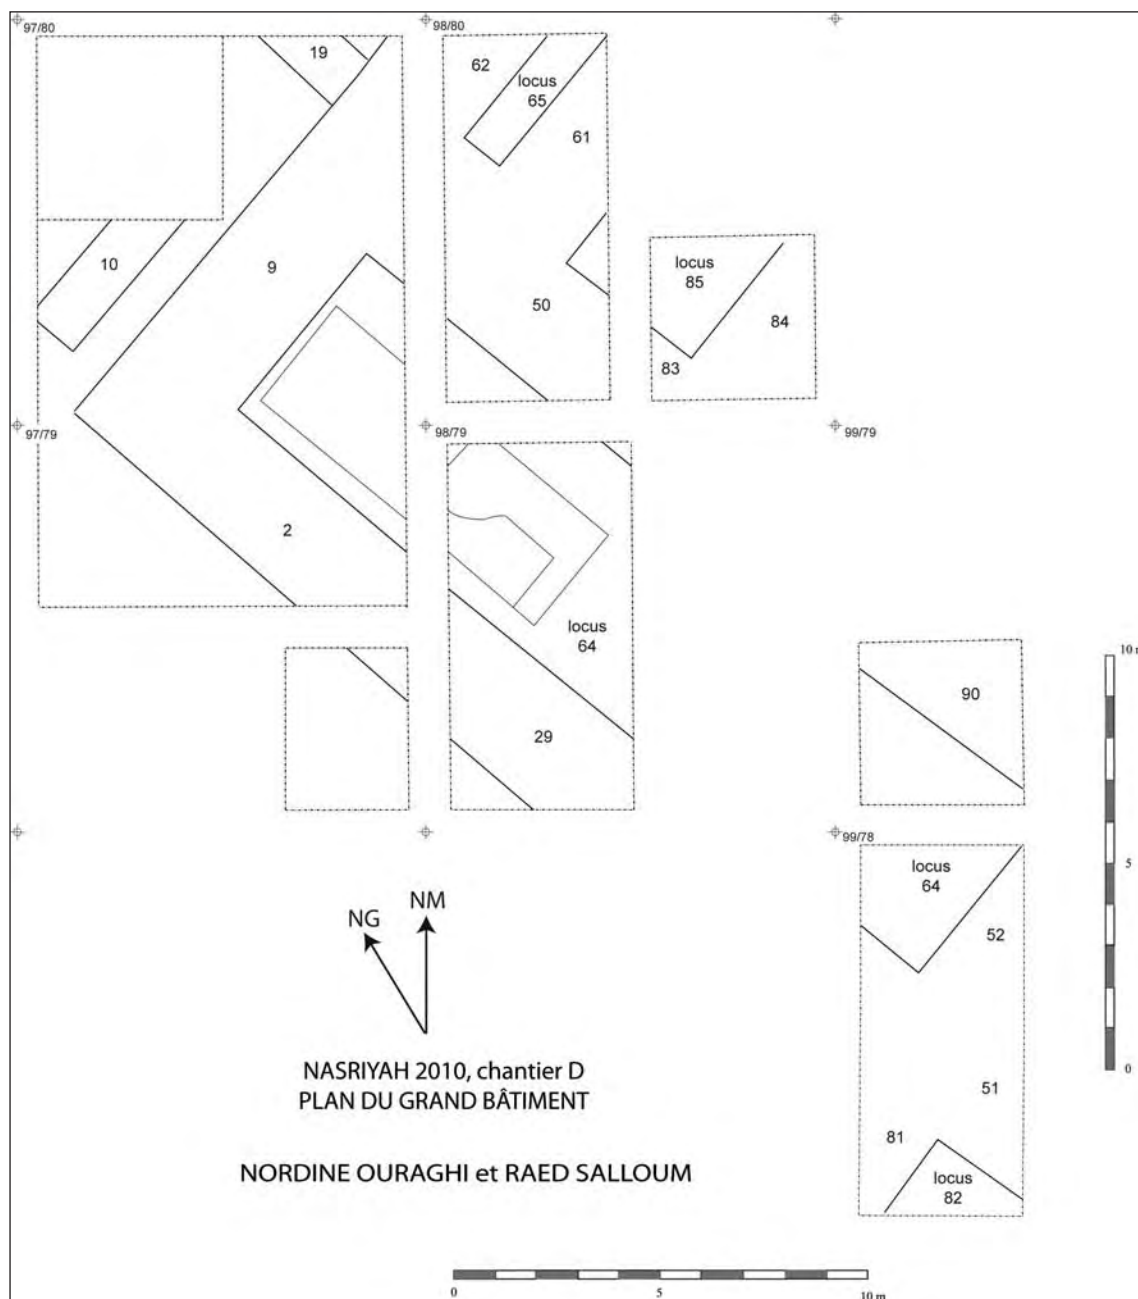 97/80
98/80
19
62
locus
65
61
10
9
locus
85
50
84
83
97/79
98/79
99/79
2
locus
64
10 m
90
29
99/78
5
locus
64
NM
NG
52
0
NASRIYAH 2010, chantier D
PLAN DU GRAND BÂTIMENT
51
81
NORDINE OURAGHI et RAED SALLOUM
locus
82
0 5 10 m